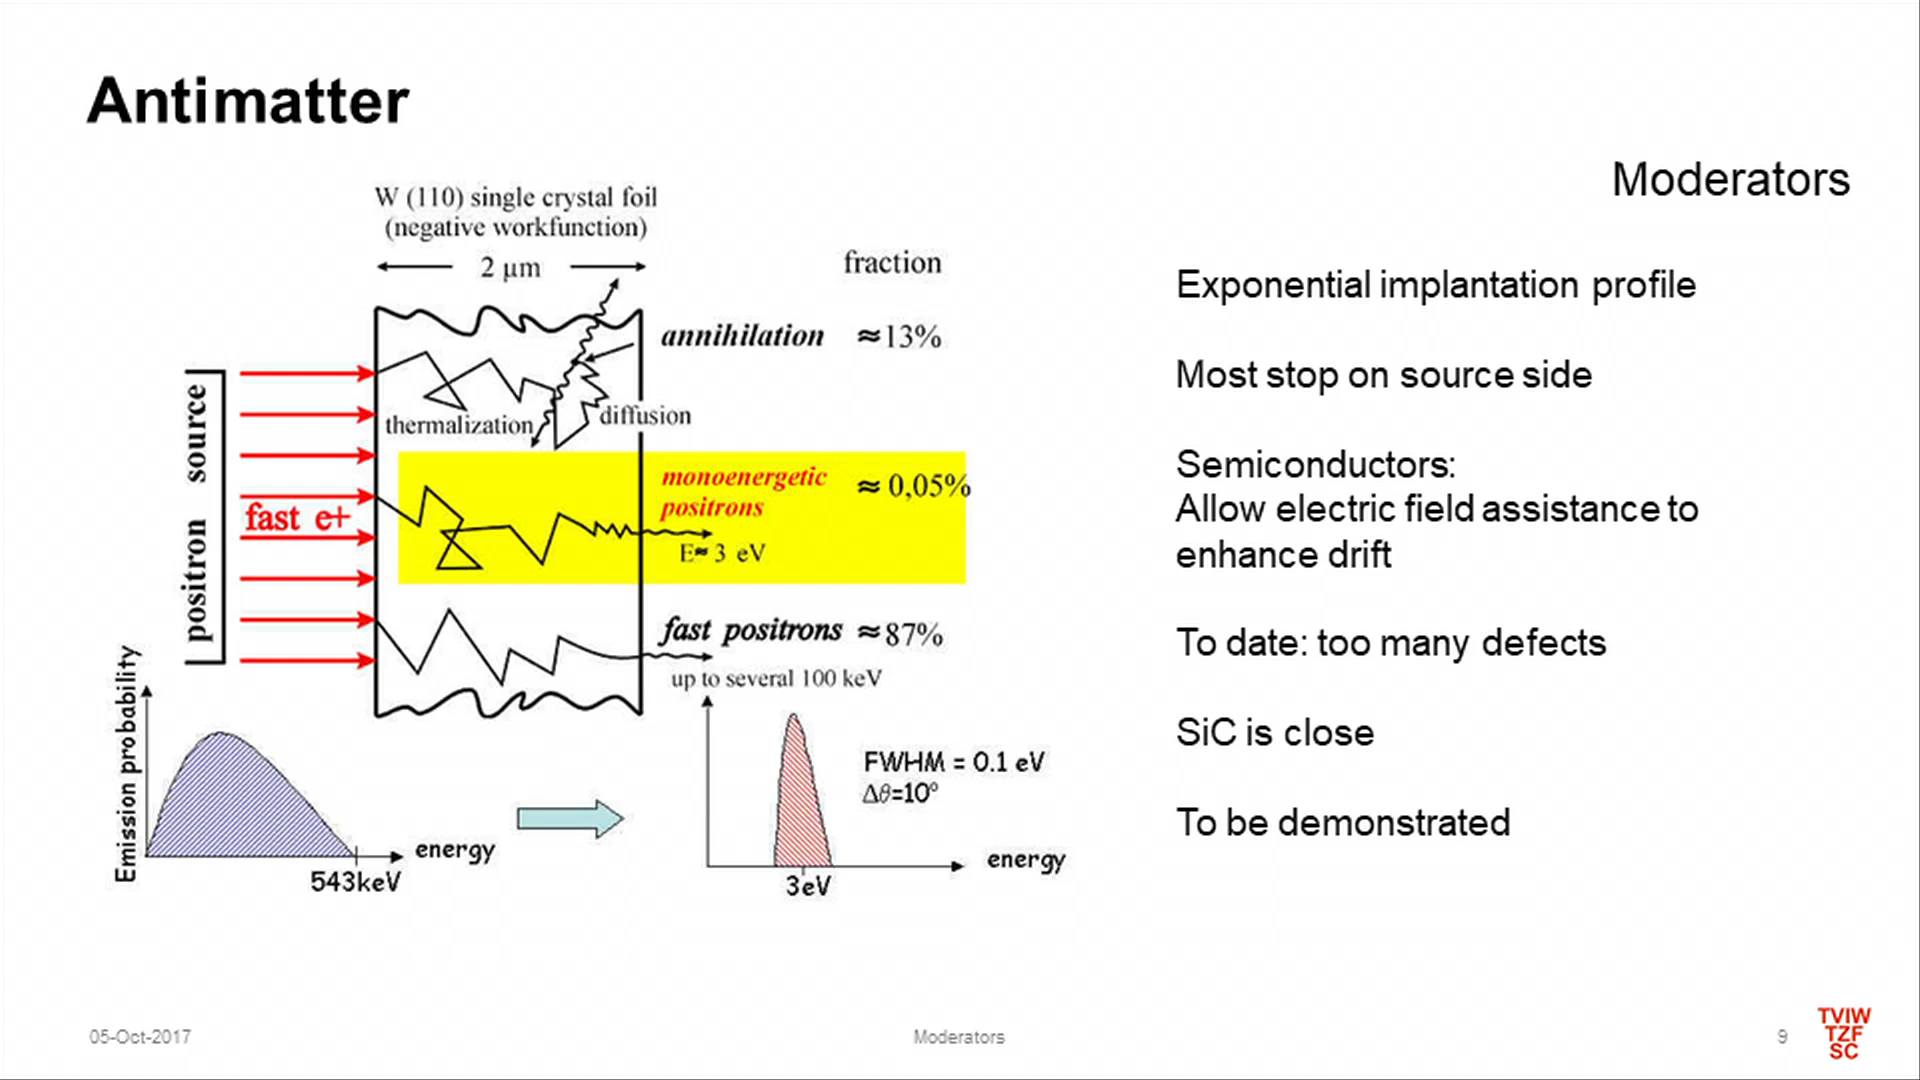 Antimatter
Moderators
W (110) single crystal foil
(negative workfunction)
2 μm
fraction
annihilation ≈13%
thermalization
diffusion
positron source
fast e+
monoenergetic
positrons
≈ 0,05%
E≈ 3 eV
fast positrons ≈87%
up to several 100 keV
Emission probability
energy
543keV
FWHM = 0.1 eV
Δθ=10°
energy
3eV
Exponential implantation profile
Most stop on source side
Semiconductors:
Allow electric field assistance to
enhance drift
To date: too many defects
SiC is close
To be demonstrated
05-Oct-2017
Moderators
9
TVIW
TZF
SC